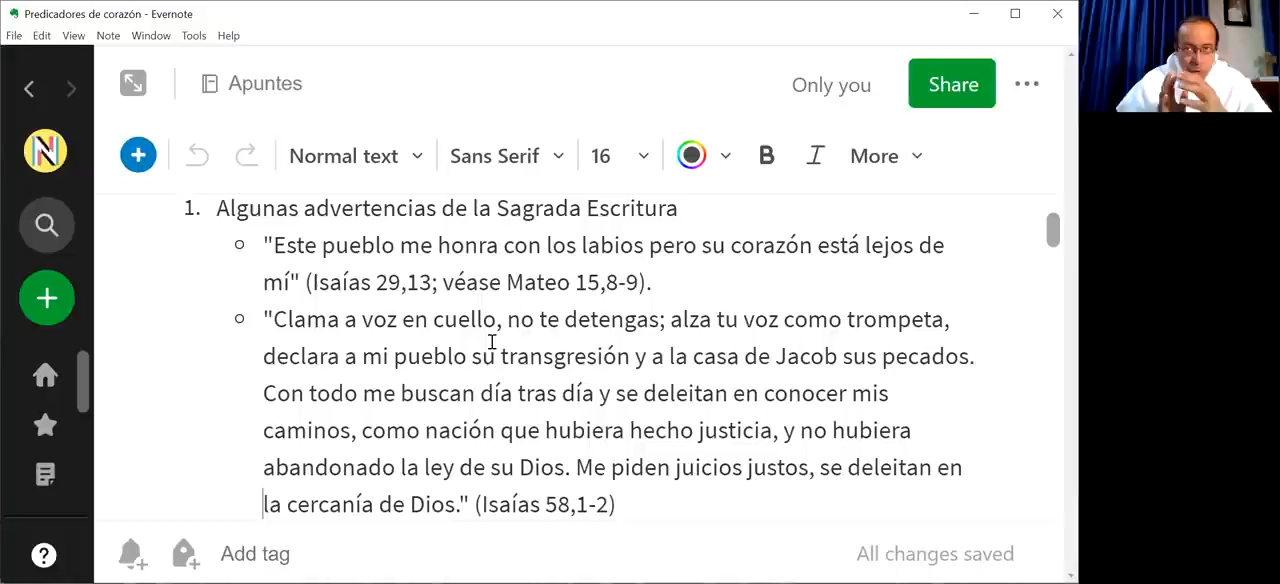 Predicadores de corazón - Evernote
File Edit View Note Window Tools Help
Apuntes
Only you
Share
Normal text
Sans Serif
16
B
I
More
N
1. Algunas advertencias de la Sagrada Escritura
"Este pueblo me honra con los labios pero su corazón está lejos de
mí" (Isaías 29,13; véase Mateo 15,8-9).
"Clama a voz en cuello, no te detengas; alza tu voz como trompeta,
declara a mi pueblo su transgresión y a la casa de Jacob sus pecados.
Con todo me buscan día tras día y se deleitan en conocer mis
caminos, como nación que hubiera hecho justicia, y no hubiera
abandonado la ley de su Dios. Me piden juicios justos, se deleitan en
la cercanía de Dios." (Isaías 58,1-2)
Add tag
All changes saved